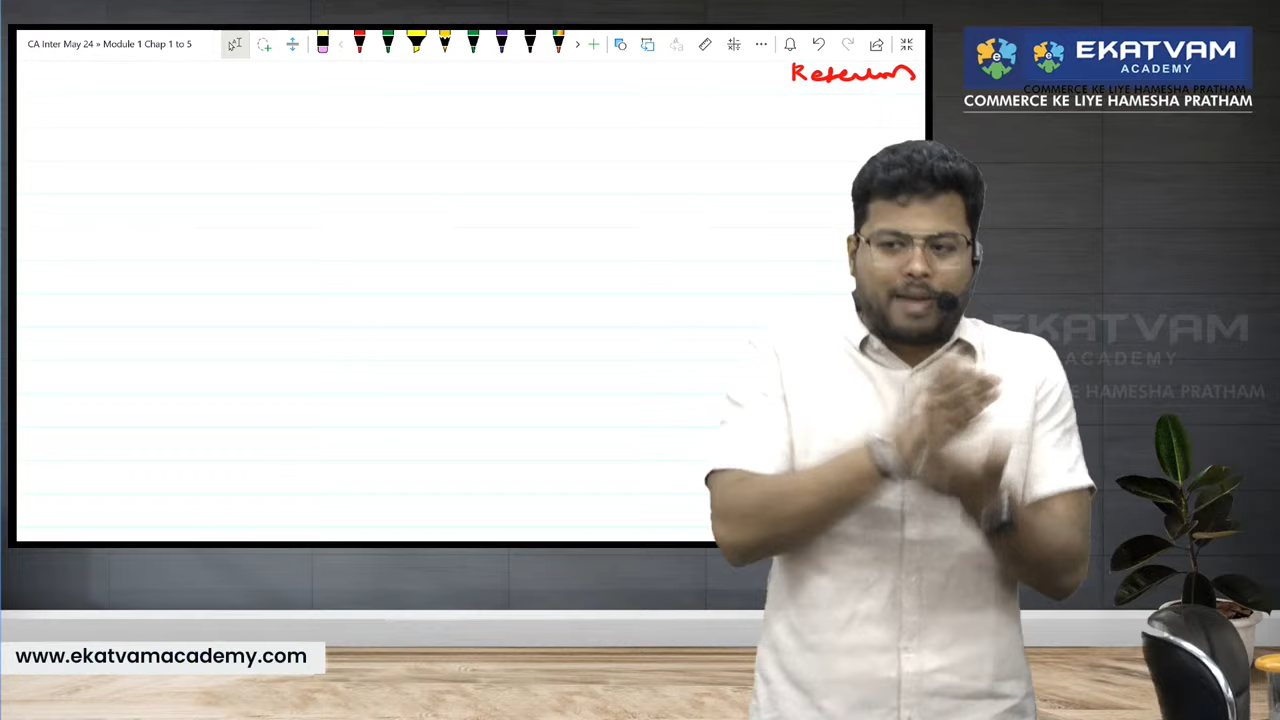 CA Inter May 24 » Module 1 Chap 1 to 5
EKATVAM
ACADEMY
COMMERCE KE LIYE HAMESHA PRATHAM
COMMERCE KE LIYE HAMESHA PRATHAM
EKATVAM
ACADEMY
HAMESHA PRATHAM
www.ekatvamacademy.com